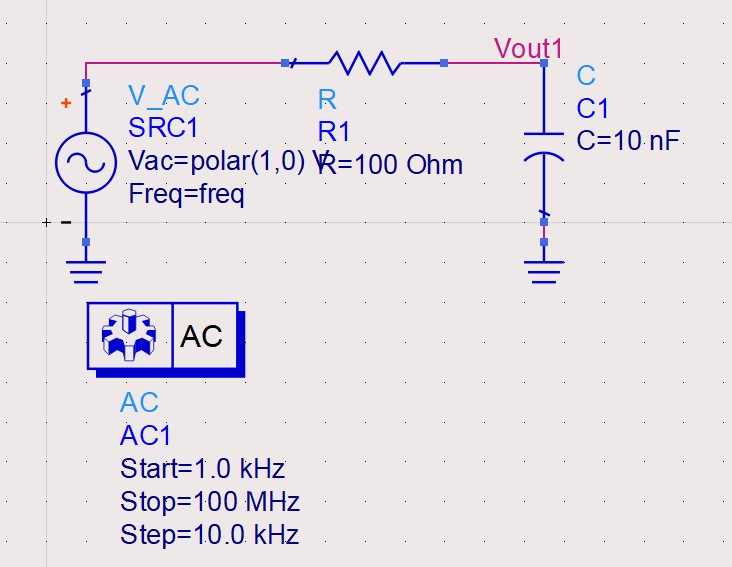 Vout1
V_AC
SRC1
Vac=polar(1,0) V
Freq=freq
R
R1
R=100 Ohm
C
C1
C=10 nF
+
−
AC
AC
AC1
Start=1.0 kHz
Stop=100 MHz
Step=10.0 kHz